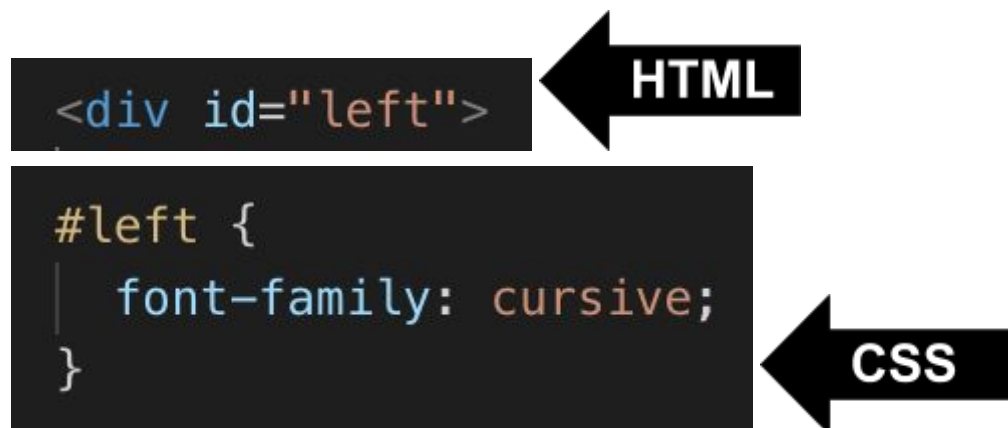 <div id="left">
HTML
#left {
font-family: cursive;
}
CSS